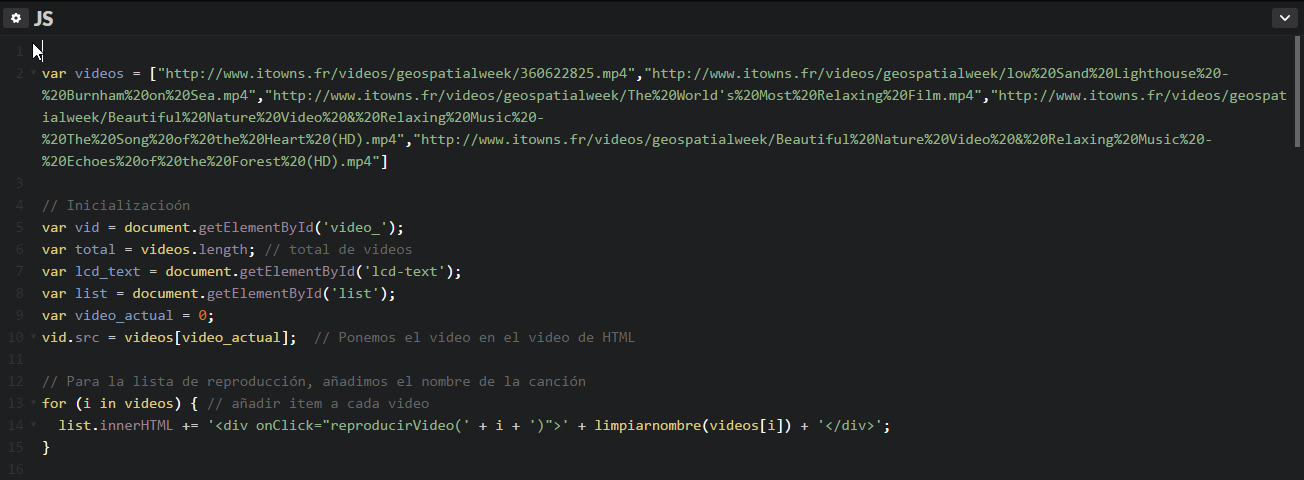 JS
1
2 var videos = ["http://www.itowns.fr/videos/geospatialweek/360622825.mp4","http://www.itowns.fr/videos/geospatialweek/low%20Sand%20Lighthouse%20-
%20Burnham%20on%20Sea.mp4","http://www.itowns.fr/videos/geospatialweek/The%20World's%20Most%20Relaxing%20Film.mp4","http://www.itowns.fr/videos/geospat
ialweek/Beautiful%20Nature%20Video%20&%20Relaxing%20Music%20-
%20The%20Song%20of%20the%20Heart%20(HD).mp4","http://www.itowns.fr/videos/geospatialweek/Beautiful%20Nature%20Video%20&%20Relaxing%20Music%20-
%20Echoes%20of%20the%20Forest%20(HD).mp4"]
3
4 // Inicializacioón
5 var vid = document.getElementById('video_');
6 var total = videos.length; // total de videos
7 var lcd_text = document.getElementById('lcd-text');
8 var list = document.getElementById('list');
9 var video_actual = 0;
10 vid.src = videos[video_actual];  // Ponemos el video en el video de HTML
11
12 // Para la lista de reproducción, añadimos el nombre de la canción
13 for (i in videos) { // añadir item a cada video
14   list.innerHTML += '<div onClick="reproducirVideo(' + i + ')">' + limpiarnombre(videos[i]) + '</div>';
15 }
16